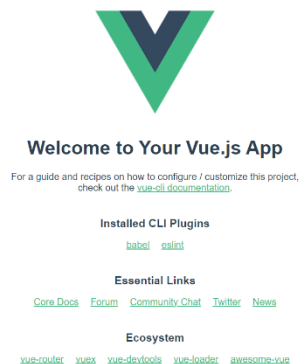 Welcome to Your Vue.js App
For a guide and recipes on how to configure / customize this project,
check out the vue-cli documentation.
Installed CLI Plugins
babel eslint
Essential Links
Core Docs Forum Community Chat Twitter News
Ecosystem
vue-router vuex vue-devtools vue-loader awesome-vue